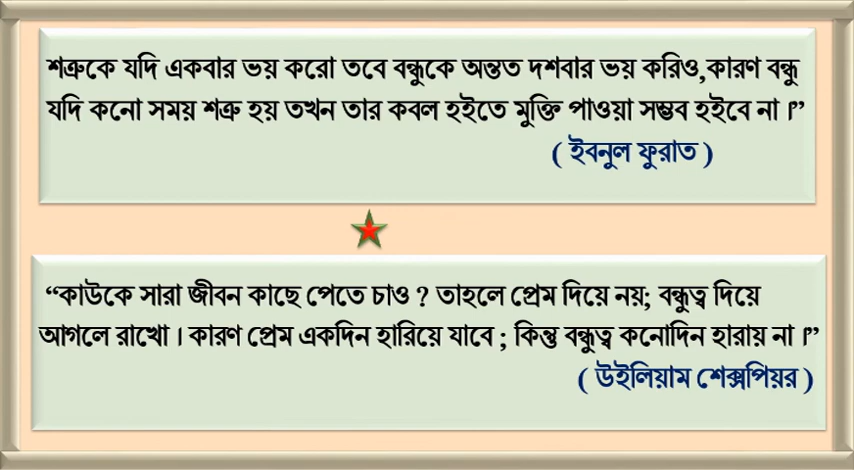 শত্রুকে যদি একবার ভয় করো তবে বন্ধুকে অন্তত দশবার ভয় করিও,কারণ বন্ধু
যদি কনো সময় শত্রু হয় তখন তার কবল হইতে মুক্তি পাওয়া সম্ভব হইবে না।”
( ইবনুল ফুরাত )
“কাউকে সারা জীবন কাছে পেতে চাও ? তাহলে প্রেম দিয়ে নয়; বন্ধুত্ব দিয়ে
আগলে রাখো । কারণ প্রেম একদিন হারিয়ে যাবে ; কিন্তু বন্ধুত্ব কনোদিন হারায় না।”
( উইলিয়াম শেক্সপিয়র )